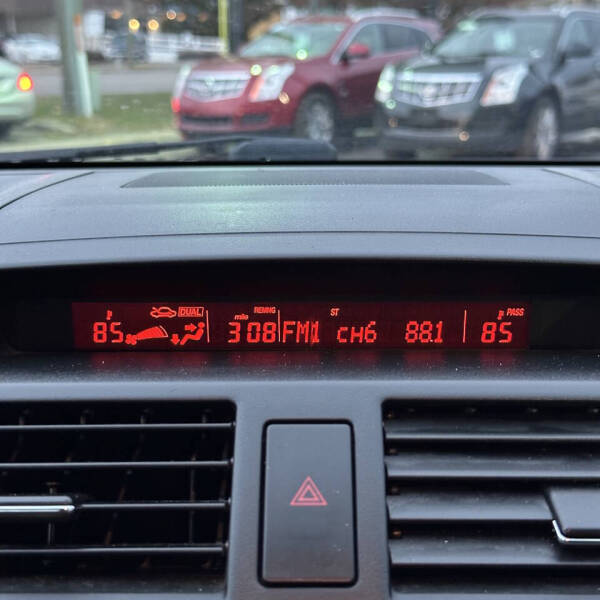 DUAL REMNG ST PASS
85 mile 308 FM1 CH6 88.1 85